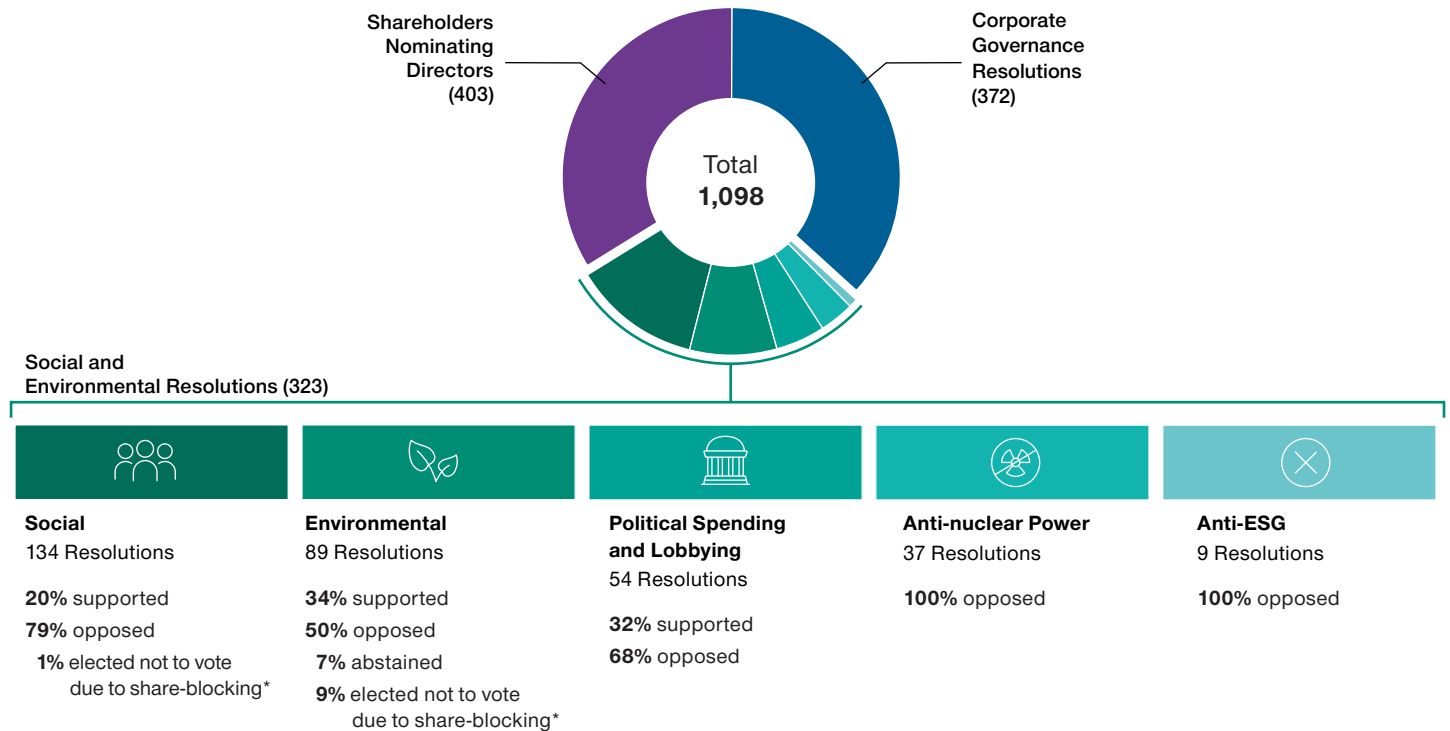 Shareholders
Nominating
Directors
(403)
Corporate
Governance
Resolutions
(372)
Total
1,098
Social and
Environmental Resolutions (323)
Social
134 Resolutions
20% supported
79% opposed
1% elected not to vote
due to share-blocking*
Environmental
89 Resolutions
34% supported
50% opposed
7% abstained
9% elected not to vote
due to share-blocking*
Political Spending
and Lobbying
54 Resolutions
32% supported
68% opposed
Anti-nuclear Power
37 Resolutions
100% opposed
Anti-ESG
9 Resolutions
100% opposed